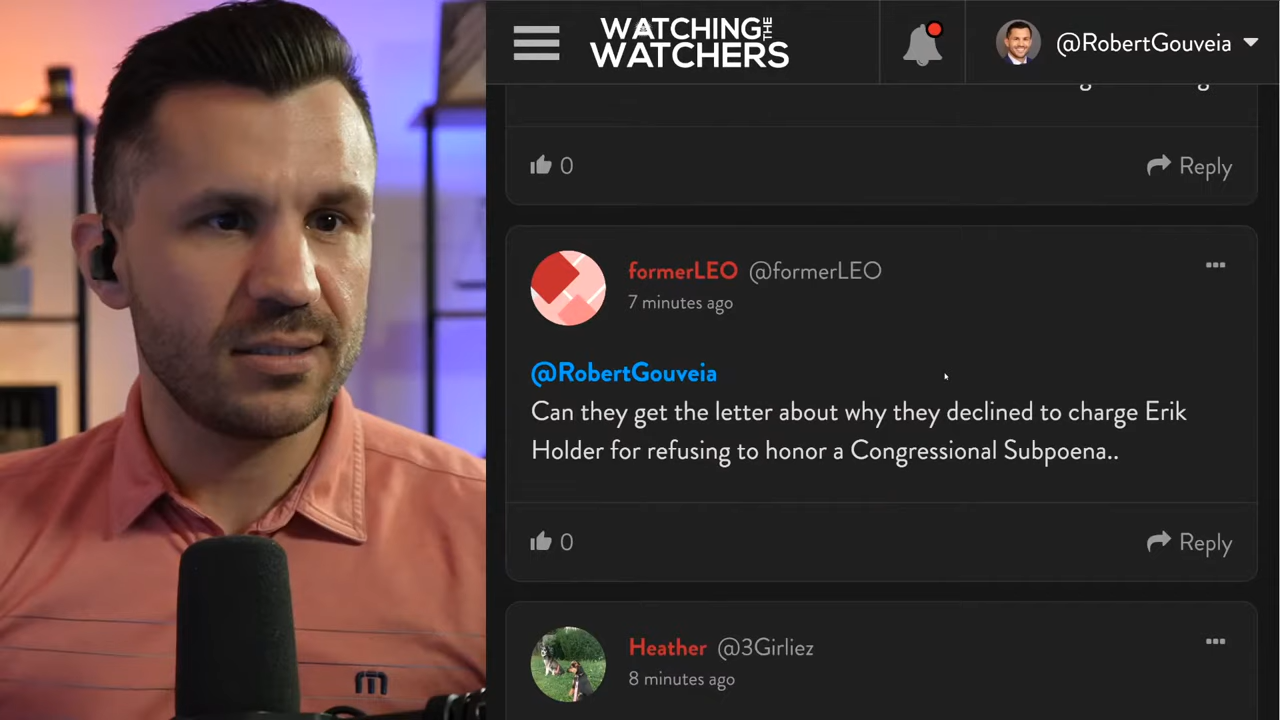 WATCHING THE
WATCHERS
@RobertGouveia
0
Reply
formerLEO @formerLEO
7 minutes ago
@RobertGouveia
Can they get the letter about why they declined to charge Erik
Holder for refusing to honor a Congressional Subpoena..
0
Reply
Heather @3Girliez
8 minutes ago